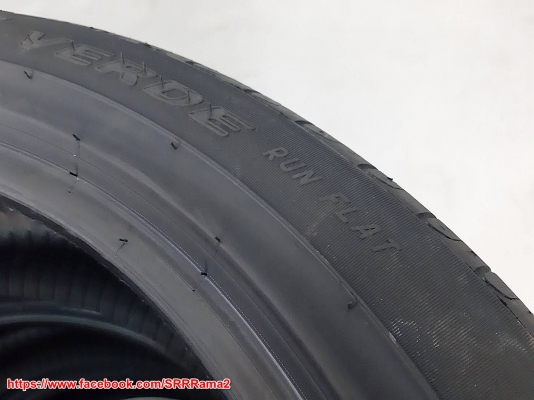 VERDE
RUN FLAT
https://www.facebook.com/SRRRama2